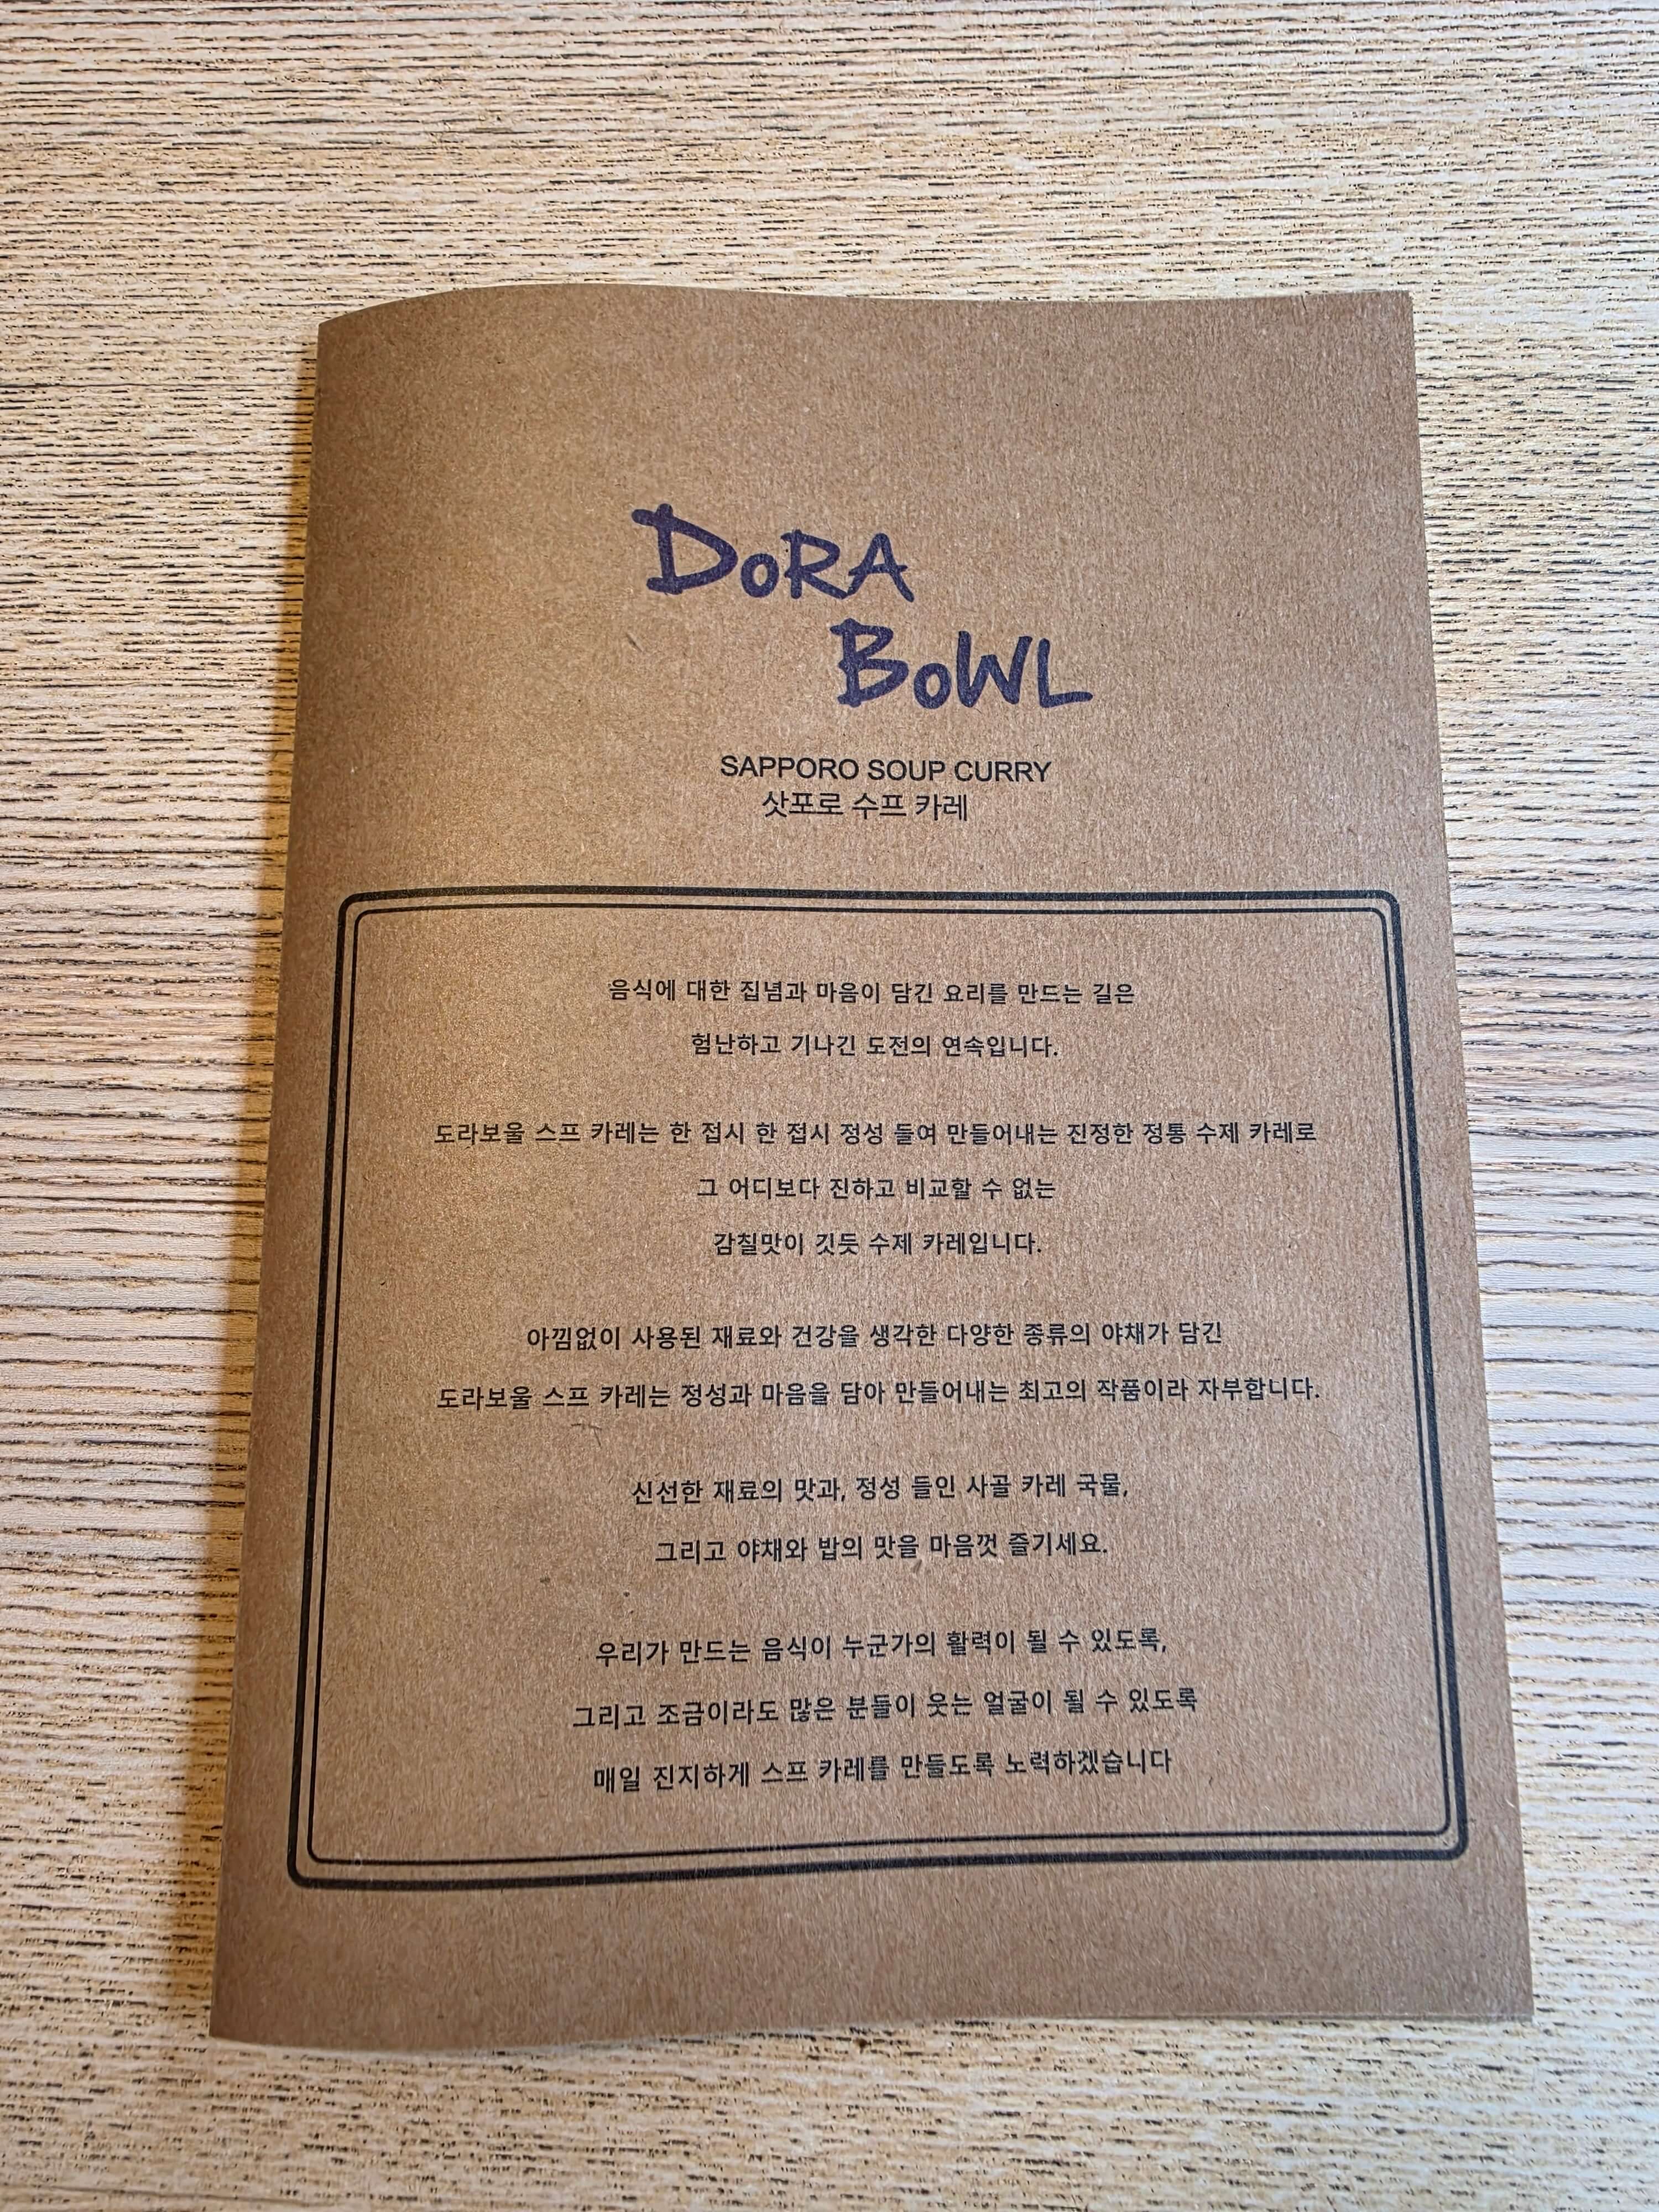 DORA
BOWL
SAPPORO SOUP CURRY
삿포로 수프 카레
음식에 대한 집념과 마음이 담긴 요리를 만드는 길은
험난하고 기나긴 도전의 연속입니다.
도라보울 스프 카레는 한 접시 한 접시 정성 들여 만들어내는 진정한 정통 수제 카레로
그 어디보다 진하고 비교할 수 없는
감칠맛이 깃듯 수제 카레입니다.
아낌없이 사용된 재료와 건강을 생각한 다양한 종류의 야채가 담긴
도라보울 스프 카레는 정성과 마음을 담아 만들어내는 최고의 작품이라 자부합니다.
신선한 재료의 맛과, 정성 들인 사골 카레 국물,
그리고 야채와 밥의 맛을 마음껏 즐기세요.
우리가 만드는 음식이 누군가의 활력이 될 수 있도록,
그리고 조금이라도 많은 분들이 웃는 얼굴이 될 수 있도록
매일 진지하게 스프 카레를 만들도록 노력하겠습니다